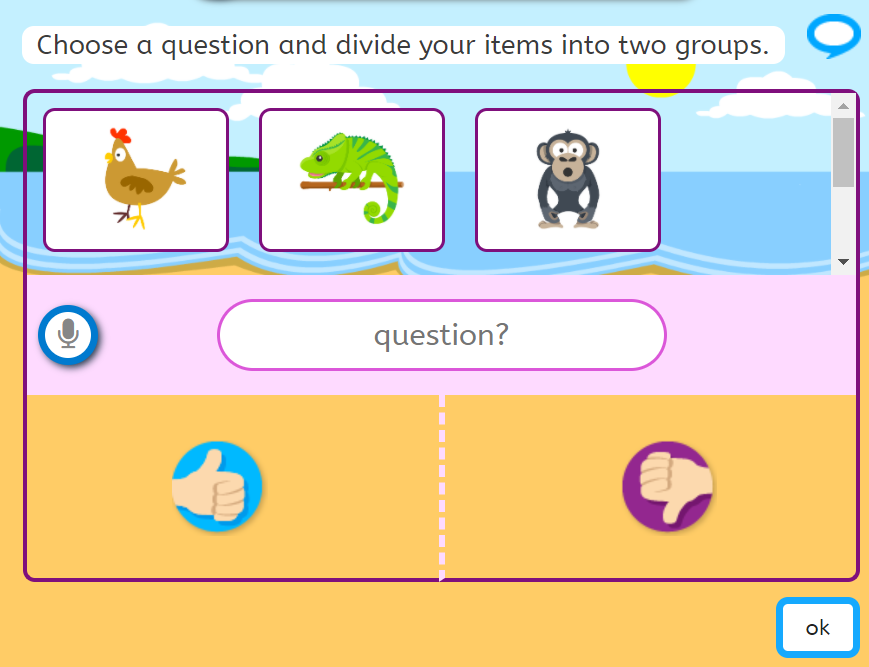 Choose a question and divide your items into two groups.
question?
ok